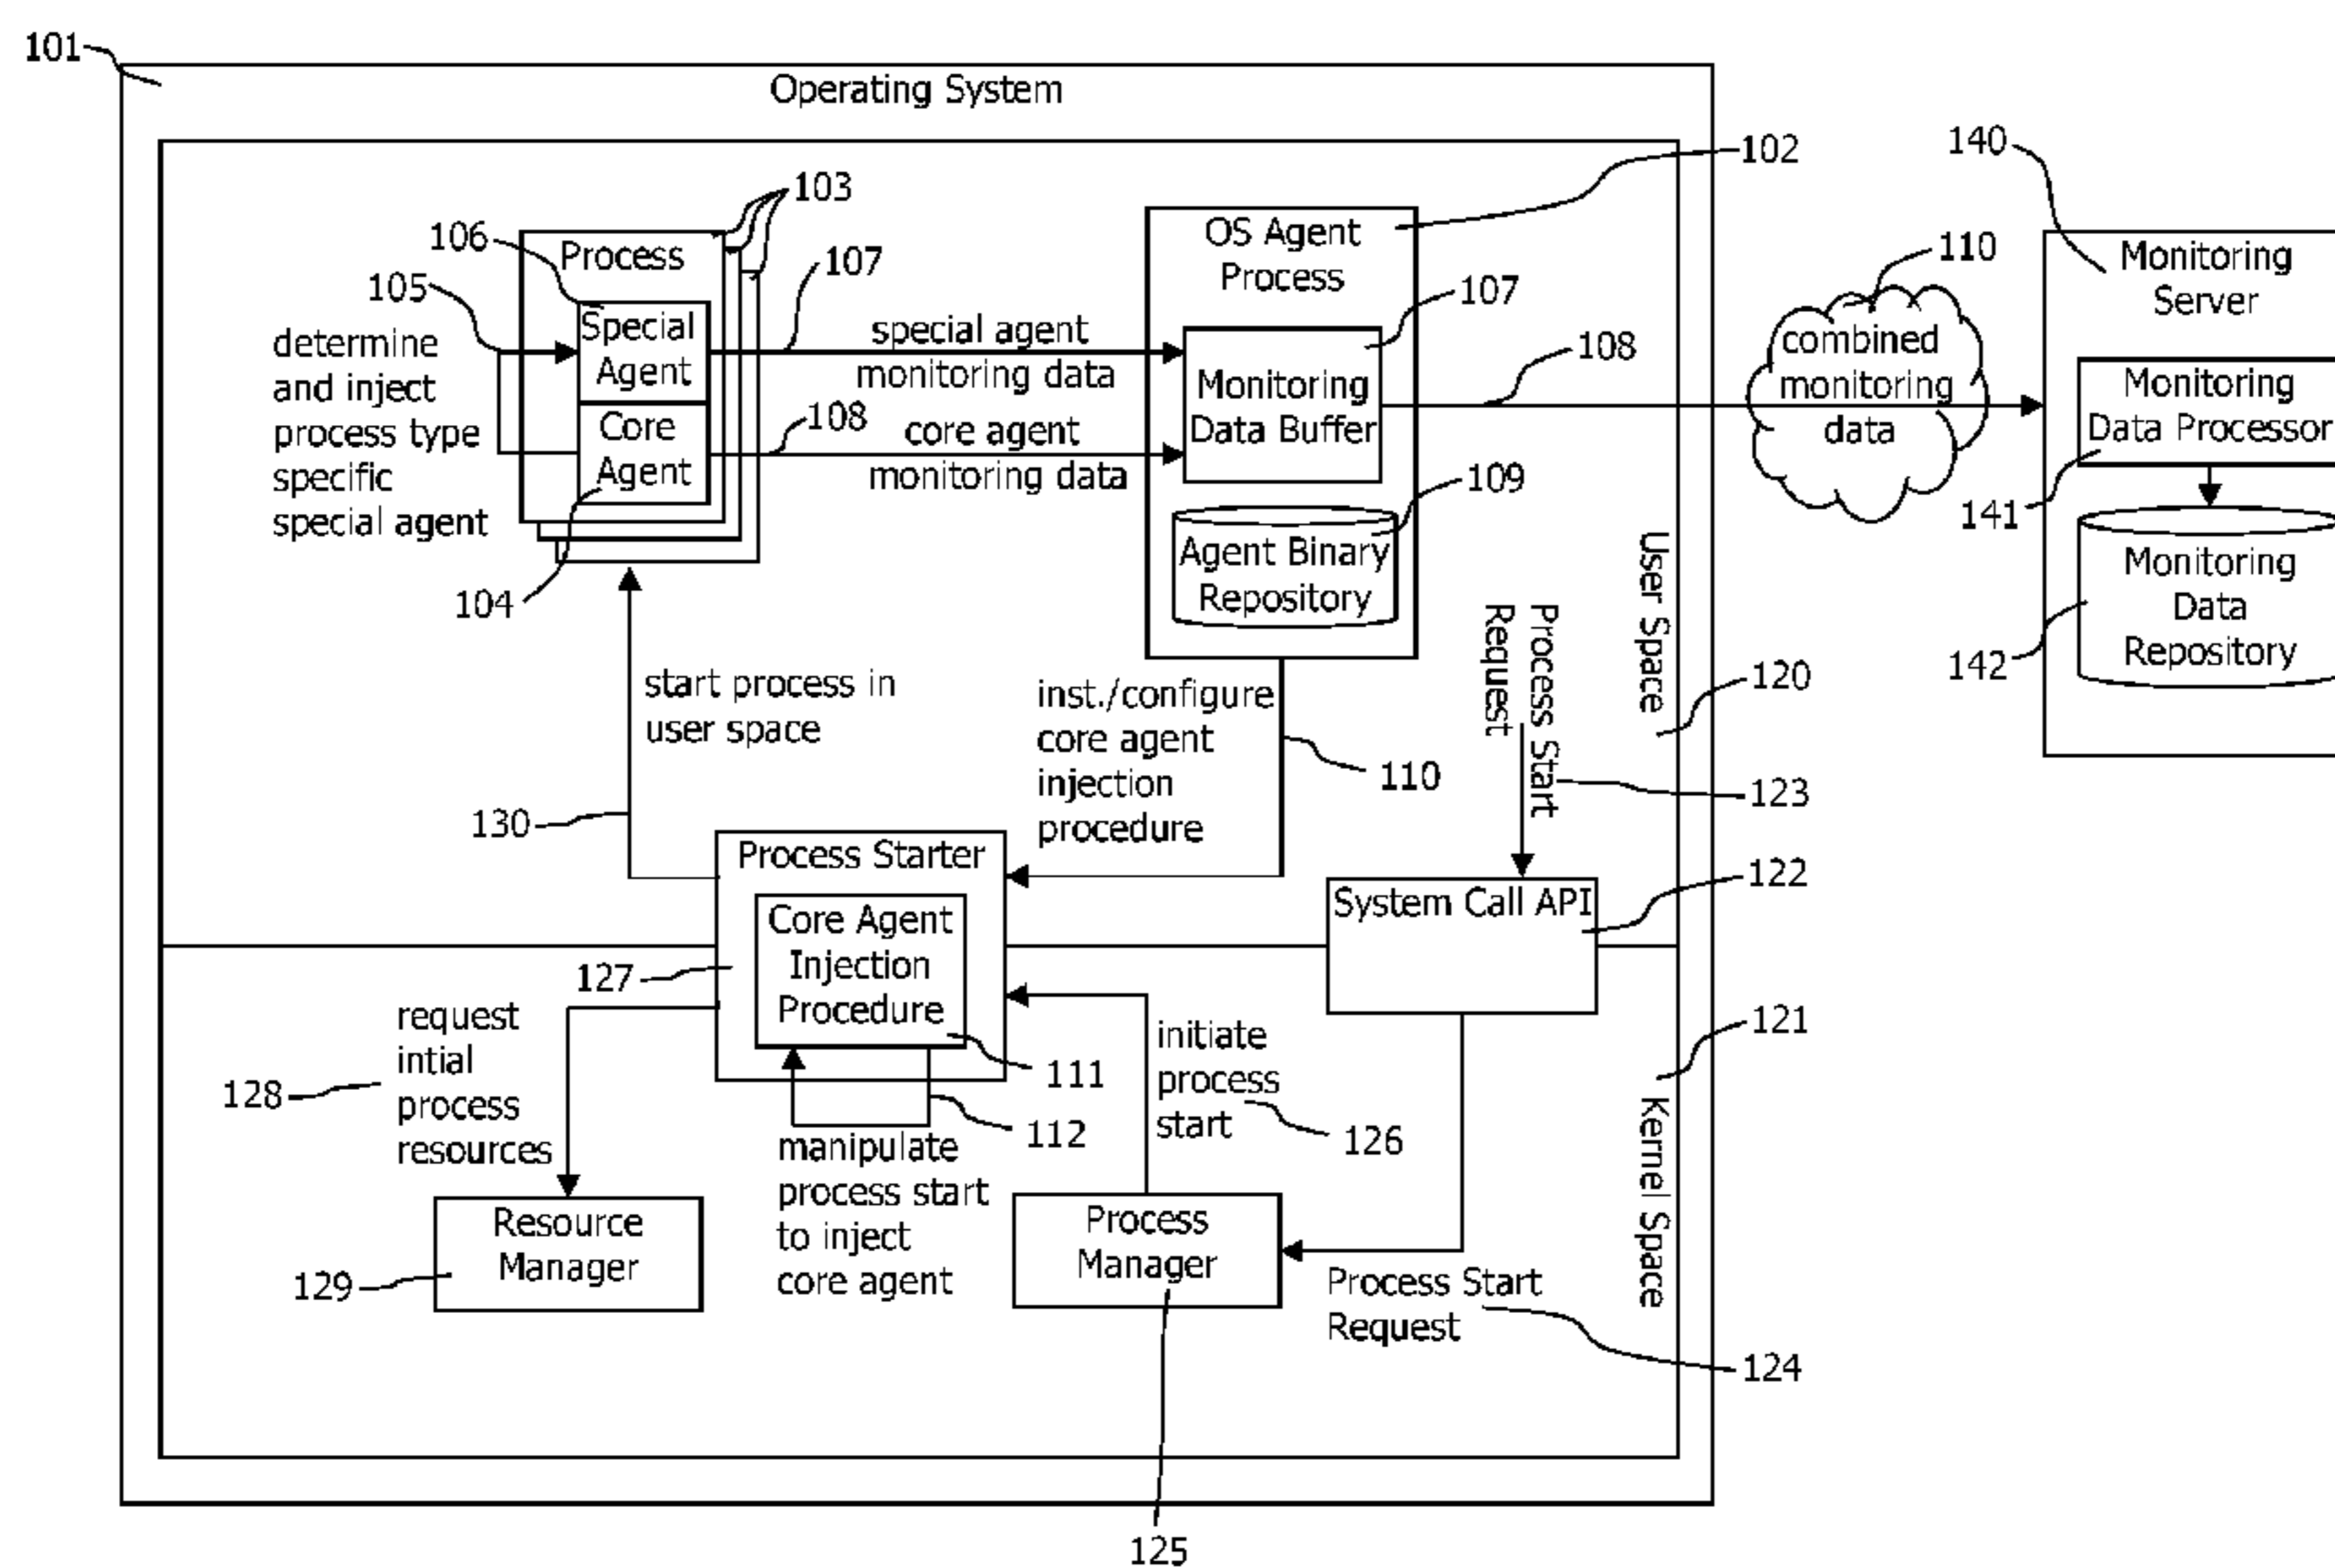 101
Operating System
102
140
103
106
Process
107
105
Special
Agent
Core
Agent
108
104
determine
and inject
process type
specific
special agent
special agent
monitoring data
core agent
monitoring data
OS Agent
Process
107
Monitoring
Data Buffer
108
109
Agent Binary
Repository
110
combined
monitoring
data
Monitoring
Server
Monitoring
Data Processor
141
Monitoring
Data
Repository
142
User Space
120
Process Start
Request
123
start process in
user space
130
inst./configure
core agent
injection
procedure
110
Process Starter
Core Agent
Injection
Procedure
127
111
112
System Call API
122
121
Kernel Space
request
intial
process
resources
128
manipulate
process start
to inject
core agent
initiate
process
start
126
Resource
Manager
129
Process
Manager
Process Start
Request
124
125